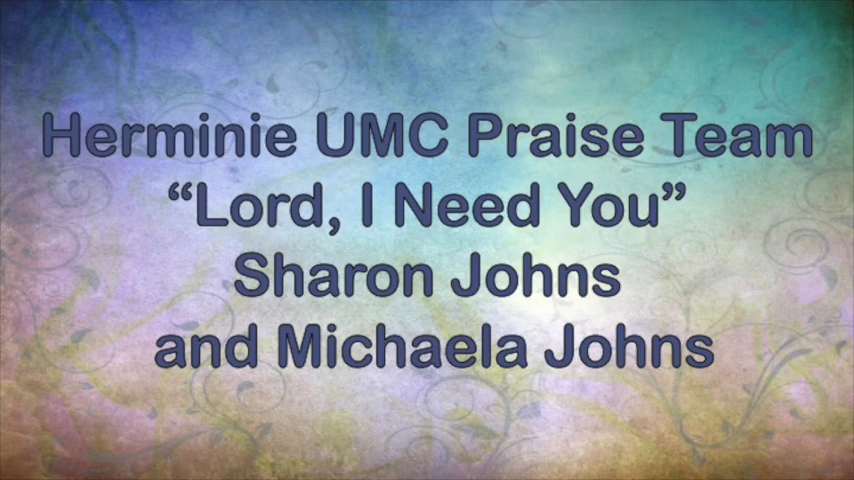 Herminie UMC Praise Team
“Lord, I Need You”
Sharon Johns
and Michaela Johns